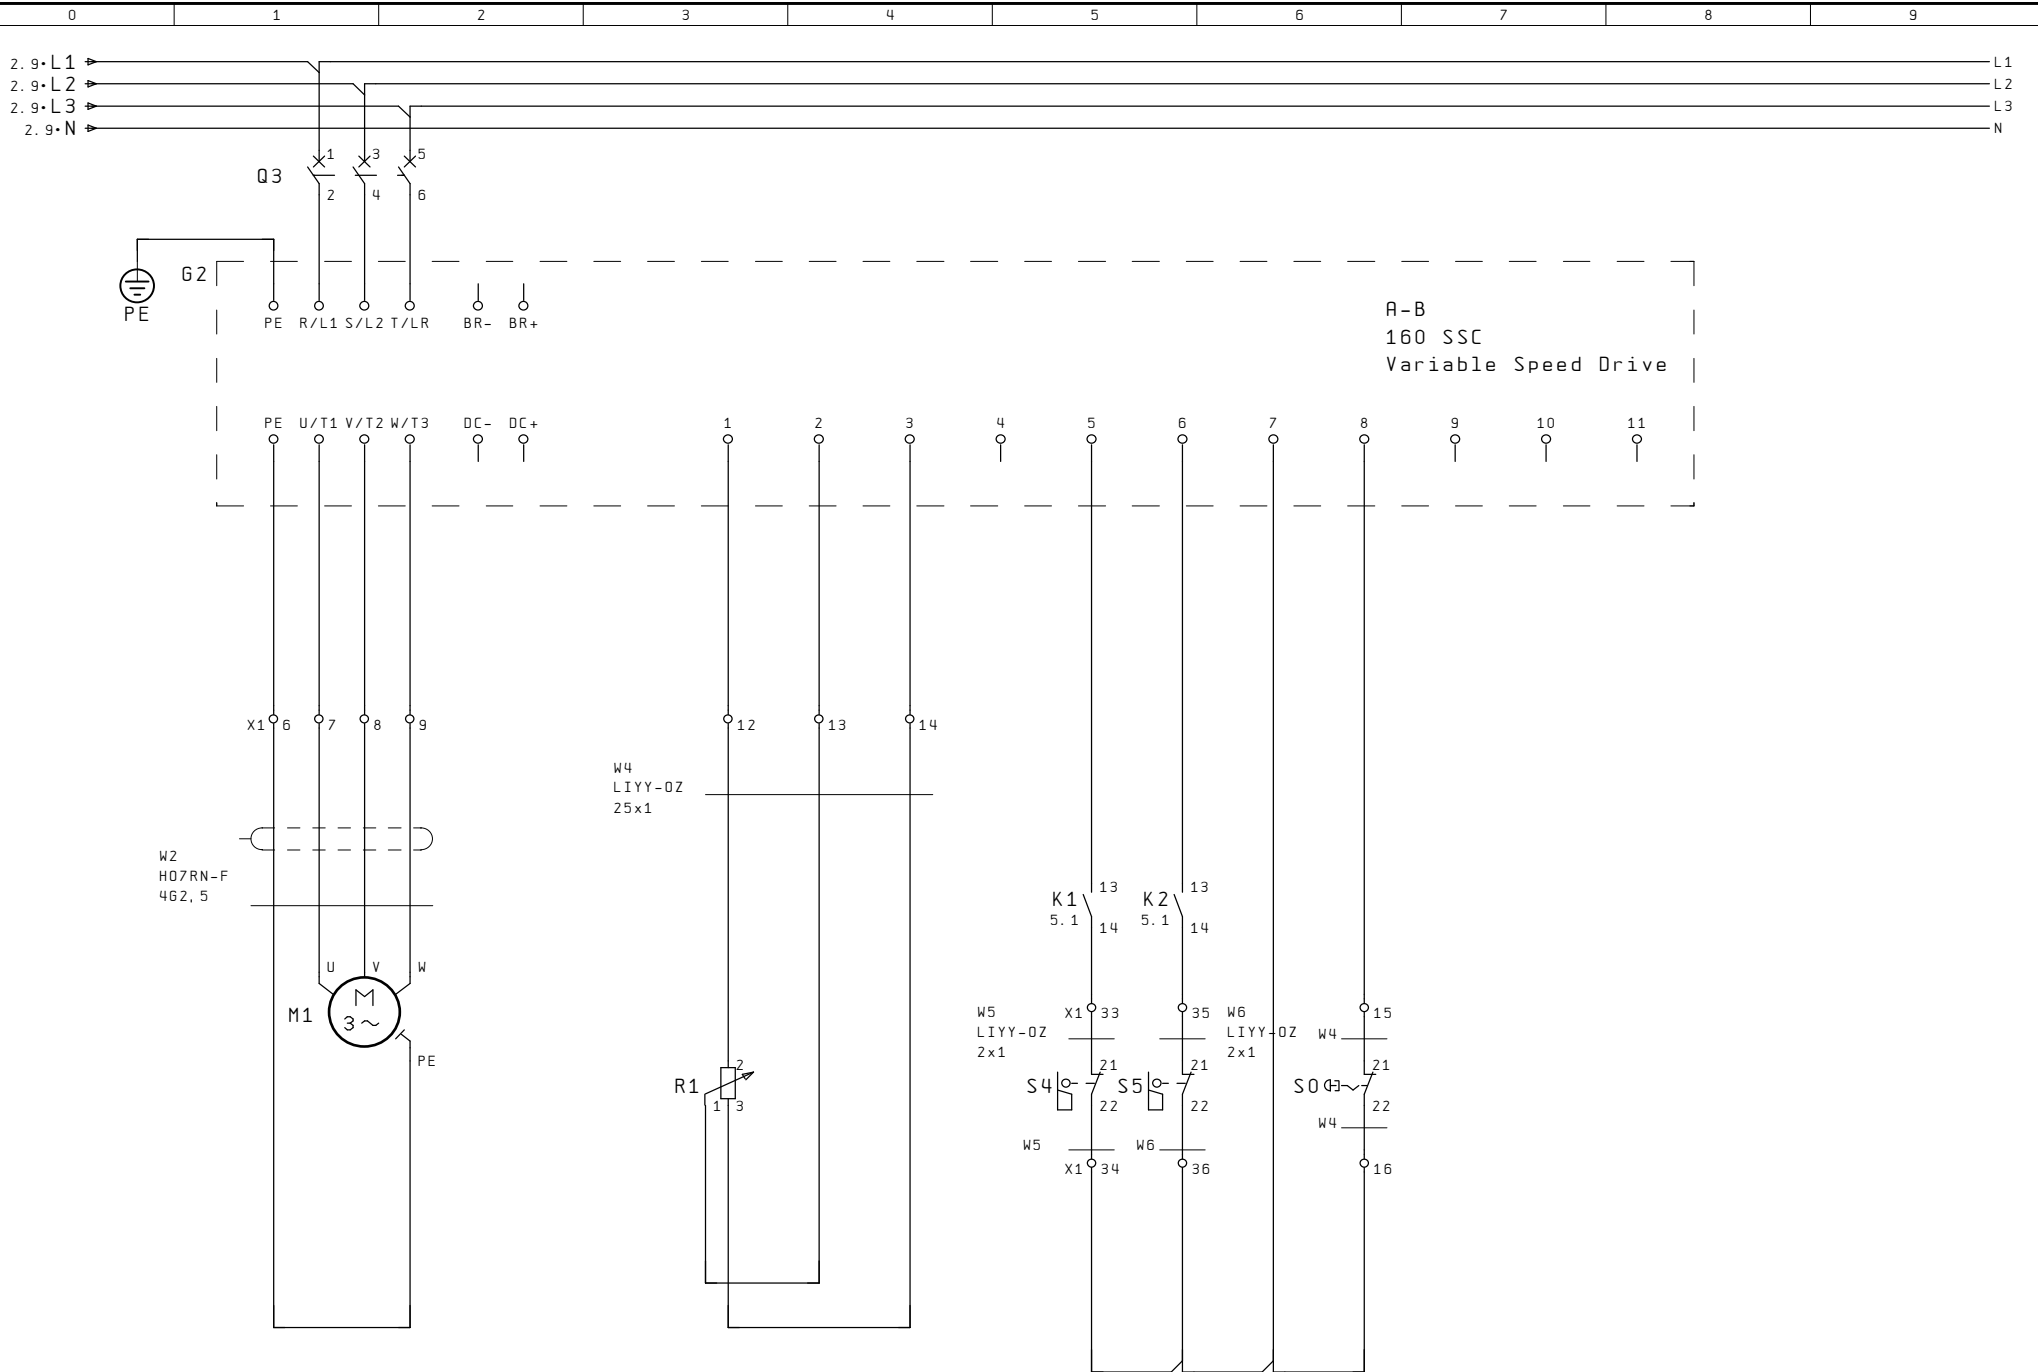 0 1 2 3 4 5 6 7 8 9
2.9•L1 L1
2.9•L2 L2
2.9•L3 L3
2.9•N N
1 3 5
Q3
2 4 6
G2
PE
PE R/L1 S/L2 T/LR BR- BR+
A-B
160 SSC
Variable Speed Drive
PE U/T1 V/T2 W/T3 DC- DC+ 1 2 3 4 5 6 7 8 9 10 11
X1 6 7 8 9 12 13 14
W4
LIYY-OZ
25x1
W2
H07RN-F
4G2,5
K1 13 K2 13
5.1 14 5.1 14
U V W
M
3~
M1
PE
W5
LIYY-OZ
2x1
X1 33 35
W6
LIYY-OZ
2x1
15
W4
R1 2
1 3
S4 21
22
S5 21
22
S0 21
22
W5 W6 W4
X1 34 36 16